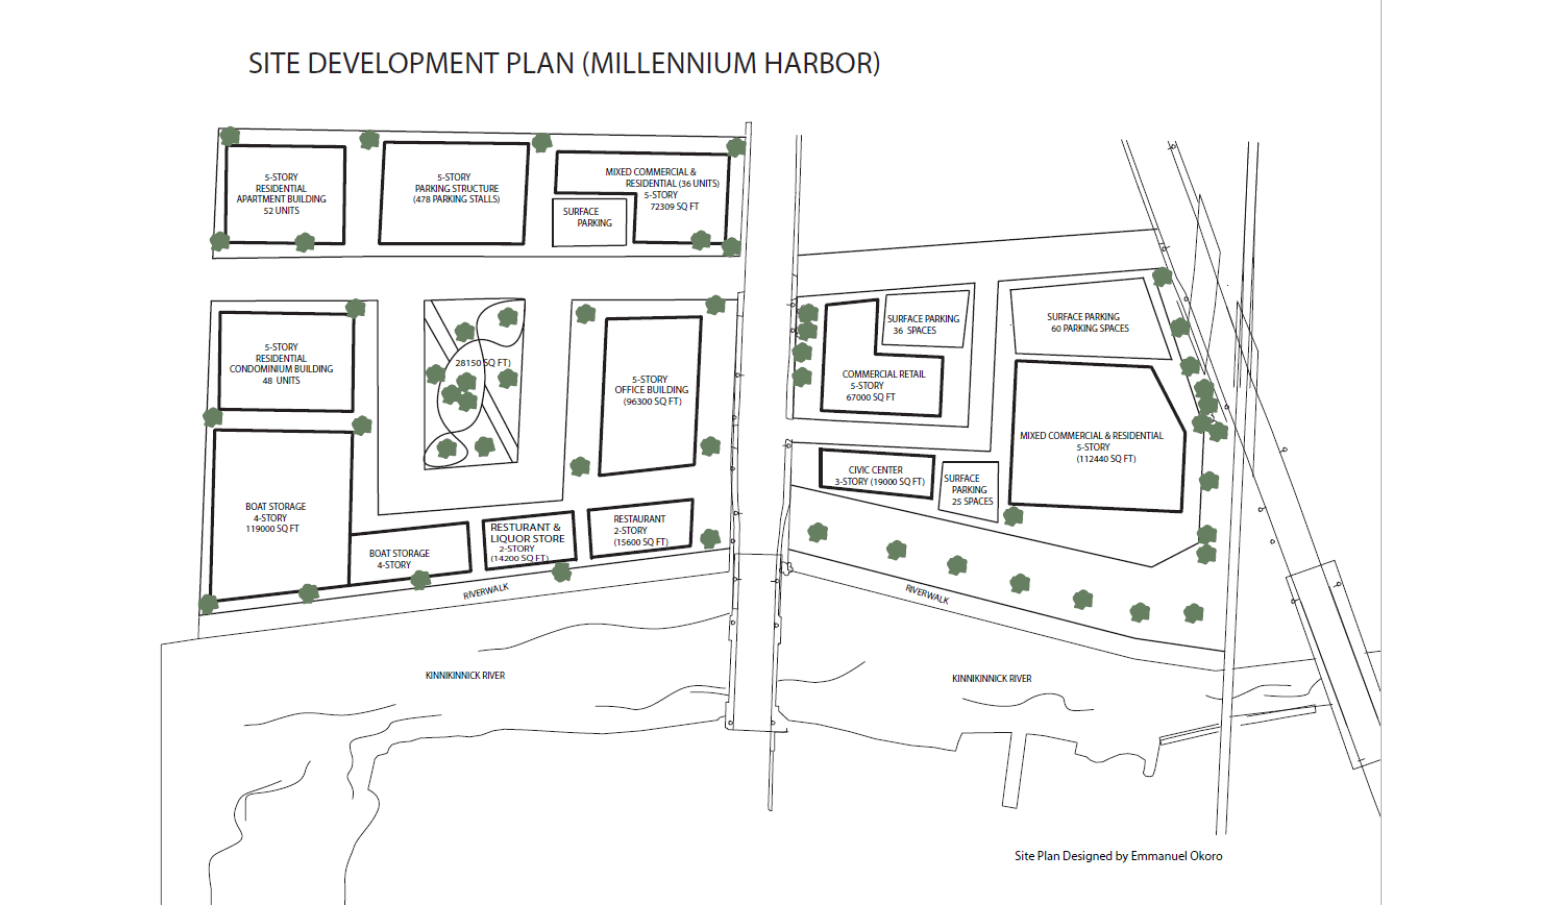 SITE DEVELOPMENT PLAN (MILLENNIUM HARBOR)
5-STORY
RESIDENTIAL
APARTMENT BUILDING
52 UNITS
5-STORY
PARKING STRUCTURE
(478 PARKING STALLS)
MIXED COMMERCIAL &
RESIDENTIAL (36 UNITS)
5-STORY
72309 SQ FT
SURFACE
PARKING
5-STORY
RESIDENTIAL
CONDOMINIUM BUILDING
48 UNITS
28150 SQ FT)
5-STORY
OFFICE BUILDING
(96300 SQ FT)
SURFACE PARKING
36 SPACES
SURFACE PARKING
60 PARKING SPACES
COMMERCIAL RETAIL
5-STORY
67000 SQ FT
MIXED COMMERCIAL & RESIDENTIAL
5-STORY
(112440 SQ FT)
CIVIC CENTER
3-STORY (19000 SQ FT)
SURFACE
PARKING
25 SPACES
BOAT STORAGE
4-STORY
119000 SQ FT
BOAT STORAGE
4-STORY
RESTURANT &
LIQUOR STORE
2-STORY
(14200 SQ FT)
RESTAURANT
2-STORY
(15600 SQ FT)
RIVERWALK
RIVERWALK
KINNIKINNICK RIVER
KINNIKINNICK RIVER
Site Plan Designed by Emmanuel Okoro